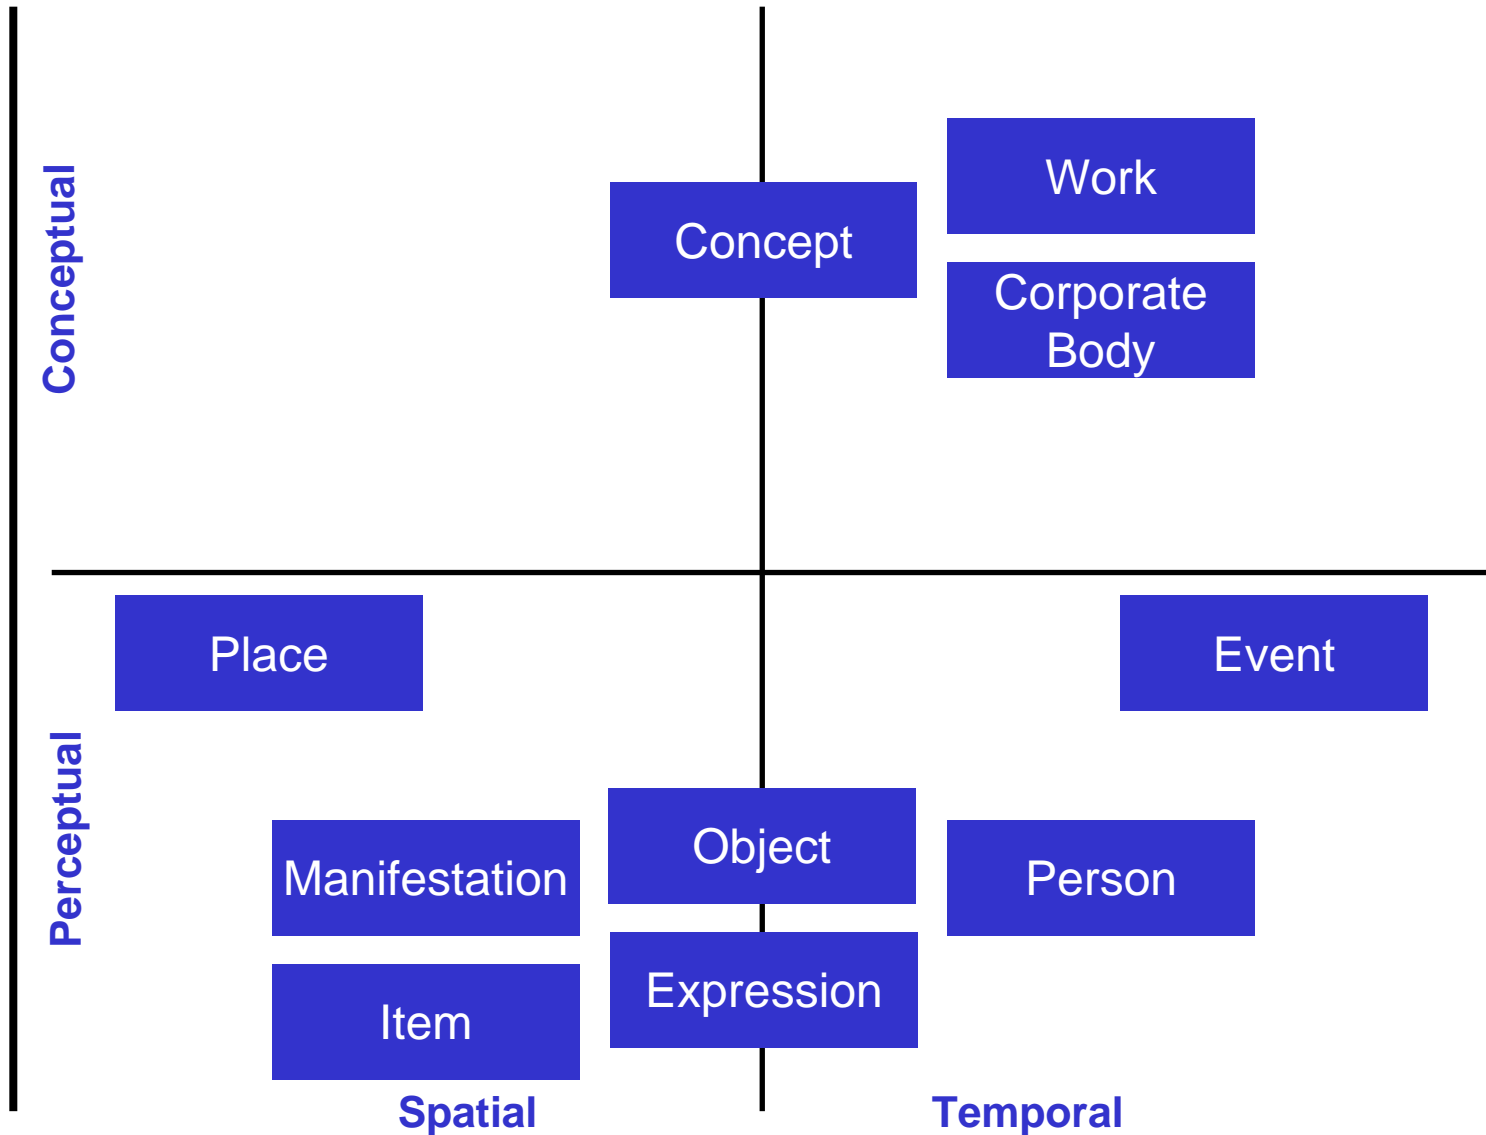 Conceptual
Work
Concept
Corporate
Body
Place
Event
Perceptual
Object
Manifestation
Person
Expression
Item
Spatial
Temporal